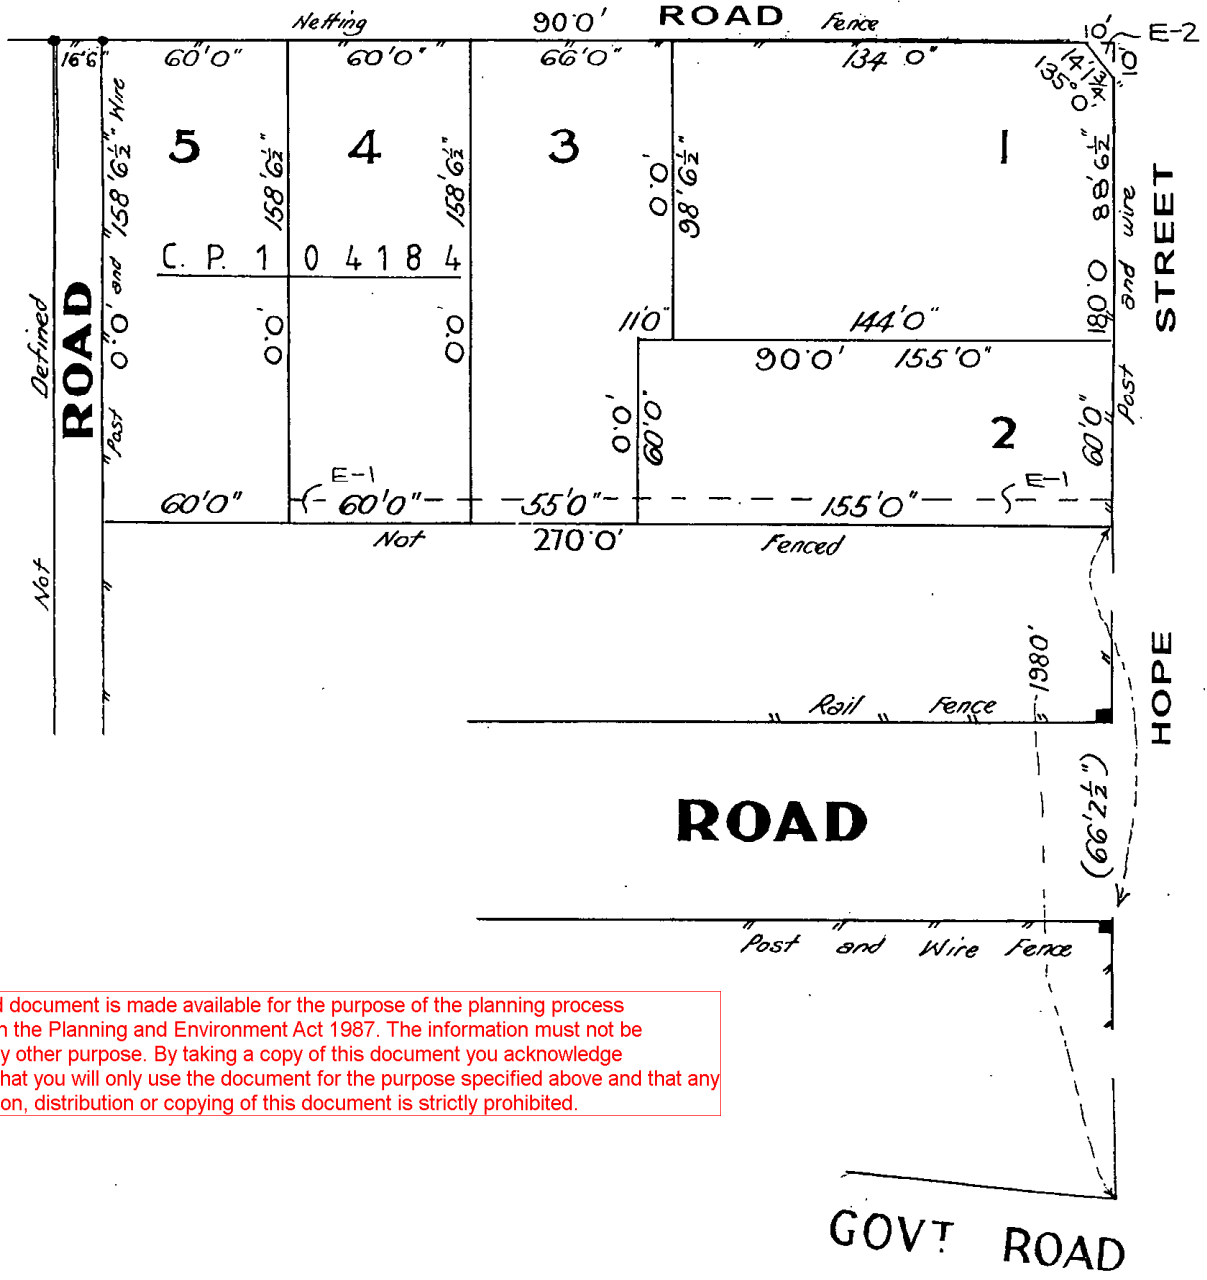 ROAD
Netting 90°0' Fence 10' E-2
16'6" 60'0" 60'0" 66'0" 134'0" 10'
14'1¾"
135°0'
5 4 3 1
158'6½" 158'6½" 158'6½" 98'6½" 88'6½"
0°0' 0°0' 0°0' 0°0' 180°0'
Post and Wire
C. P. 1 0 4 1 8 4
ROAD
Not Defined
11'0" 144'0"
90°0' 155'0"
Post and wire
HOPE STREET
0°0' 60'0" 2 60'0"
E-1 E-1
60'0" 60'0" 55'0" 155'0"
Not 270°0' Fenced
1980'
Rail Fence
(66'2½")
ROAD
Post and Wire Fence
document is made available for the purpose of the planning process
the Planning and Environment Act 1987. The information must not be
other purpose. By taking a copy of this document you acknowledge
that you will only use the document for the purpose specified above and that any
distribution or copying of this document is strictly prohibited.
GOVT ROAD